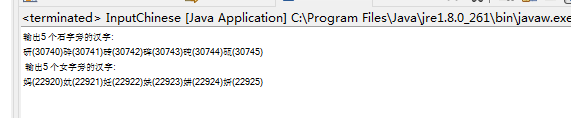 <terminated> InputChinese [Java Application] C:\Program Files\Java\jre1.8.0_261\bin\javaw.exe
输出5 个石字旁的汉字:
研(30740)砕(30741)砖(30742)砗(30743)砘(30744)砙(30745)
输出5 个女字旁的汉字:
妈(22920)妉(22921)妊(22922)妋(22923)妌(22924)妍(22925)